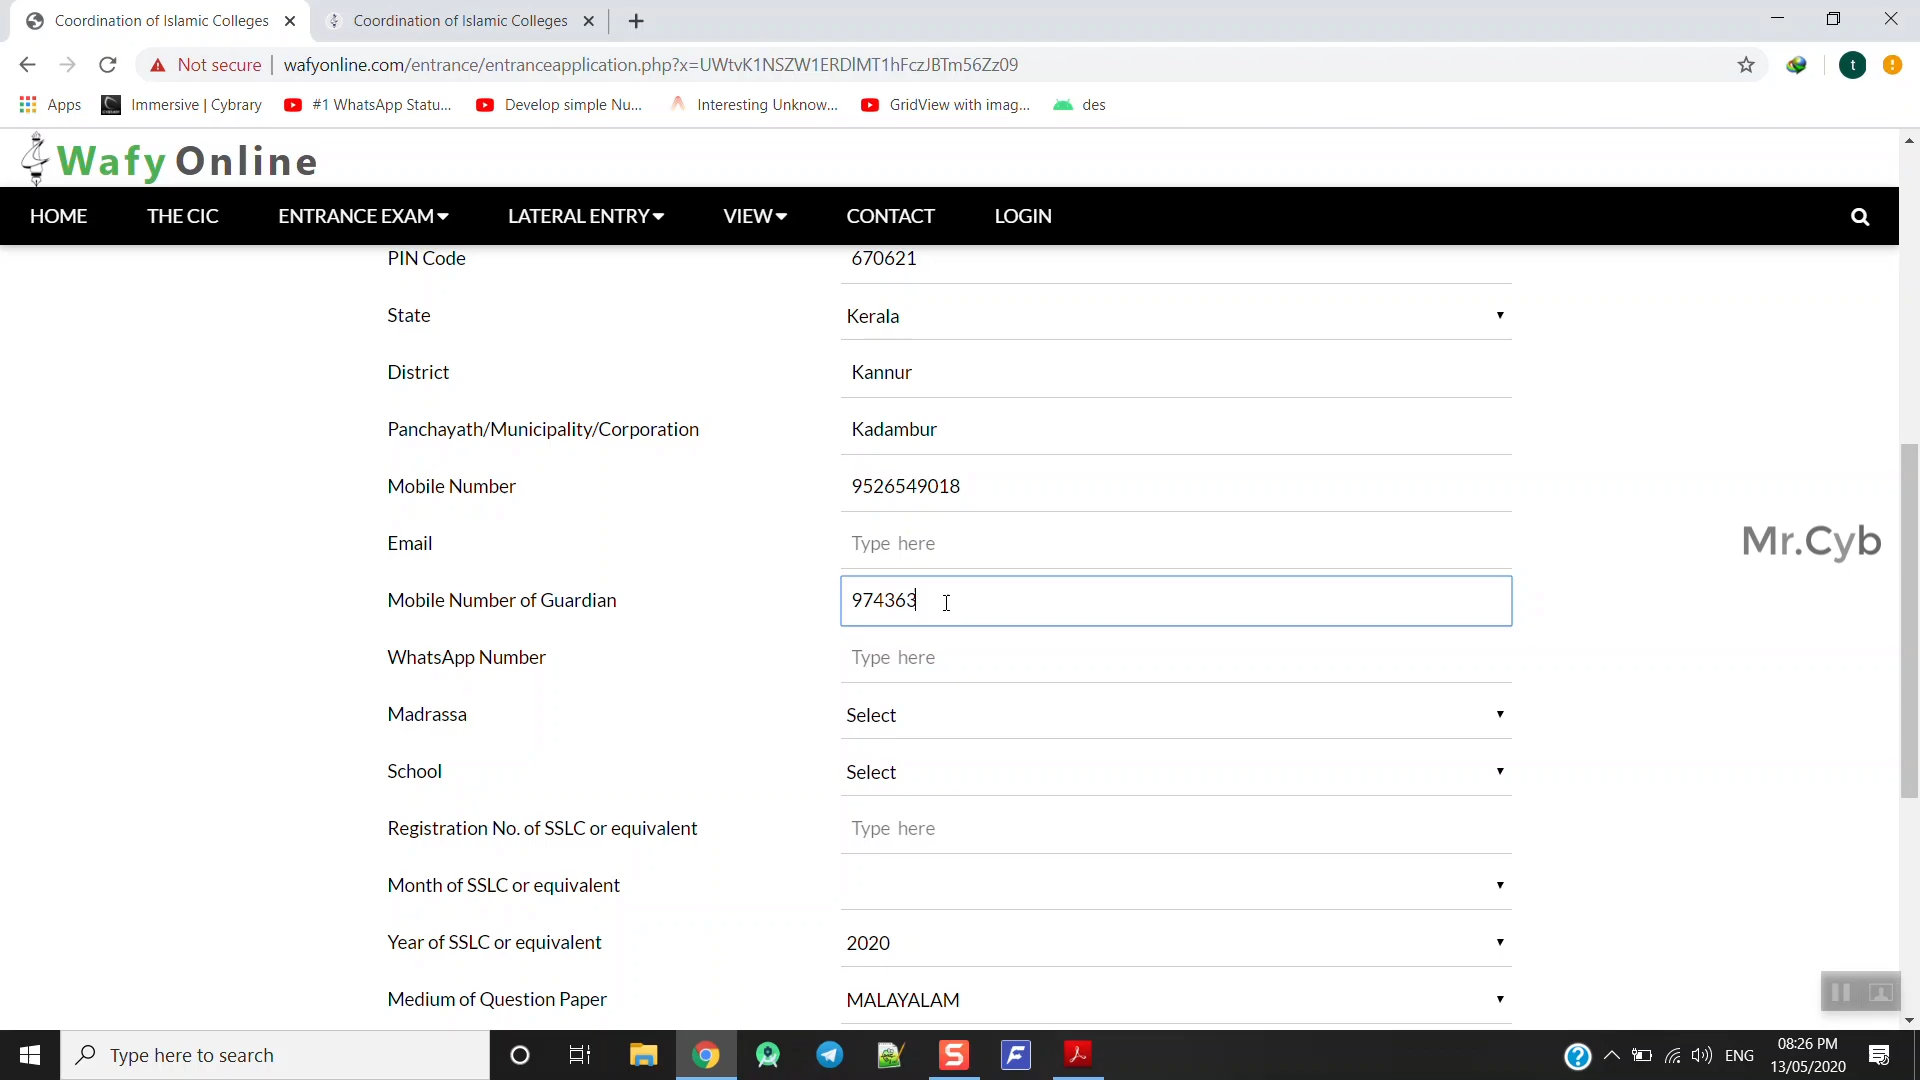 Coordination of Islamic Colleges
Coordination of Islamic Colleges
Not secure
wafyonline.com/entrance/entranceapplication.php?x=UWtvK1NSZW1ERDlMT1hFczJBTm56Zz09
t
Apps
Immersive | Cybrary
#1 WhatsApp Statu...
Develop simple Nu...
Interesting Unknow...
GridView with imag...
des
Wafy Online
HOME
THE CIC
ENTRANCE EXAM
LATERAL ENTRY
VIEW
CONTACT
LOGIN
PIN Code 670621
State Kerala
District Kannur
Panchayath/Municipality/Corporation Kadambur
Mobile Number 9526549018
Email Type here
Mr.Cyb
Mobile Number of Guardian 974363
WhatsApp Number Type here
Madrassa Select
School Select
Registration No. of SSLC or equivalent Type here
Month of SSLC or equivalent
Year of SSLC or equivalent 2020
Medium of Question Paper MALAYALAM
Type here to search
ENG
08:26 PM
13/05/2020